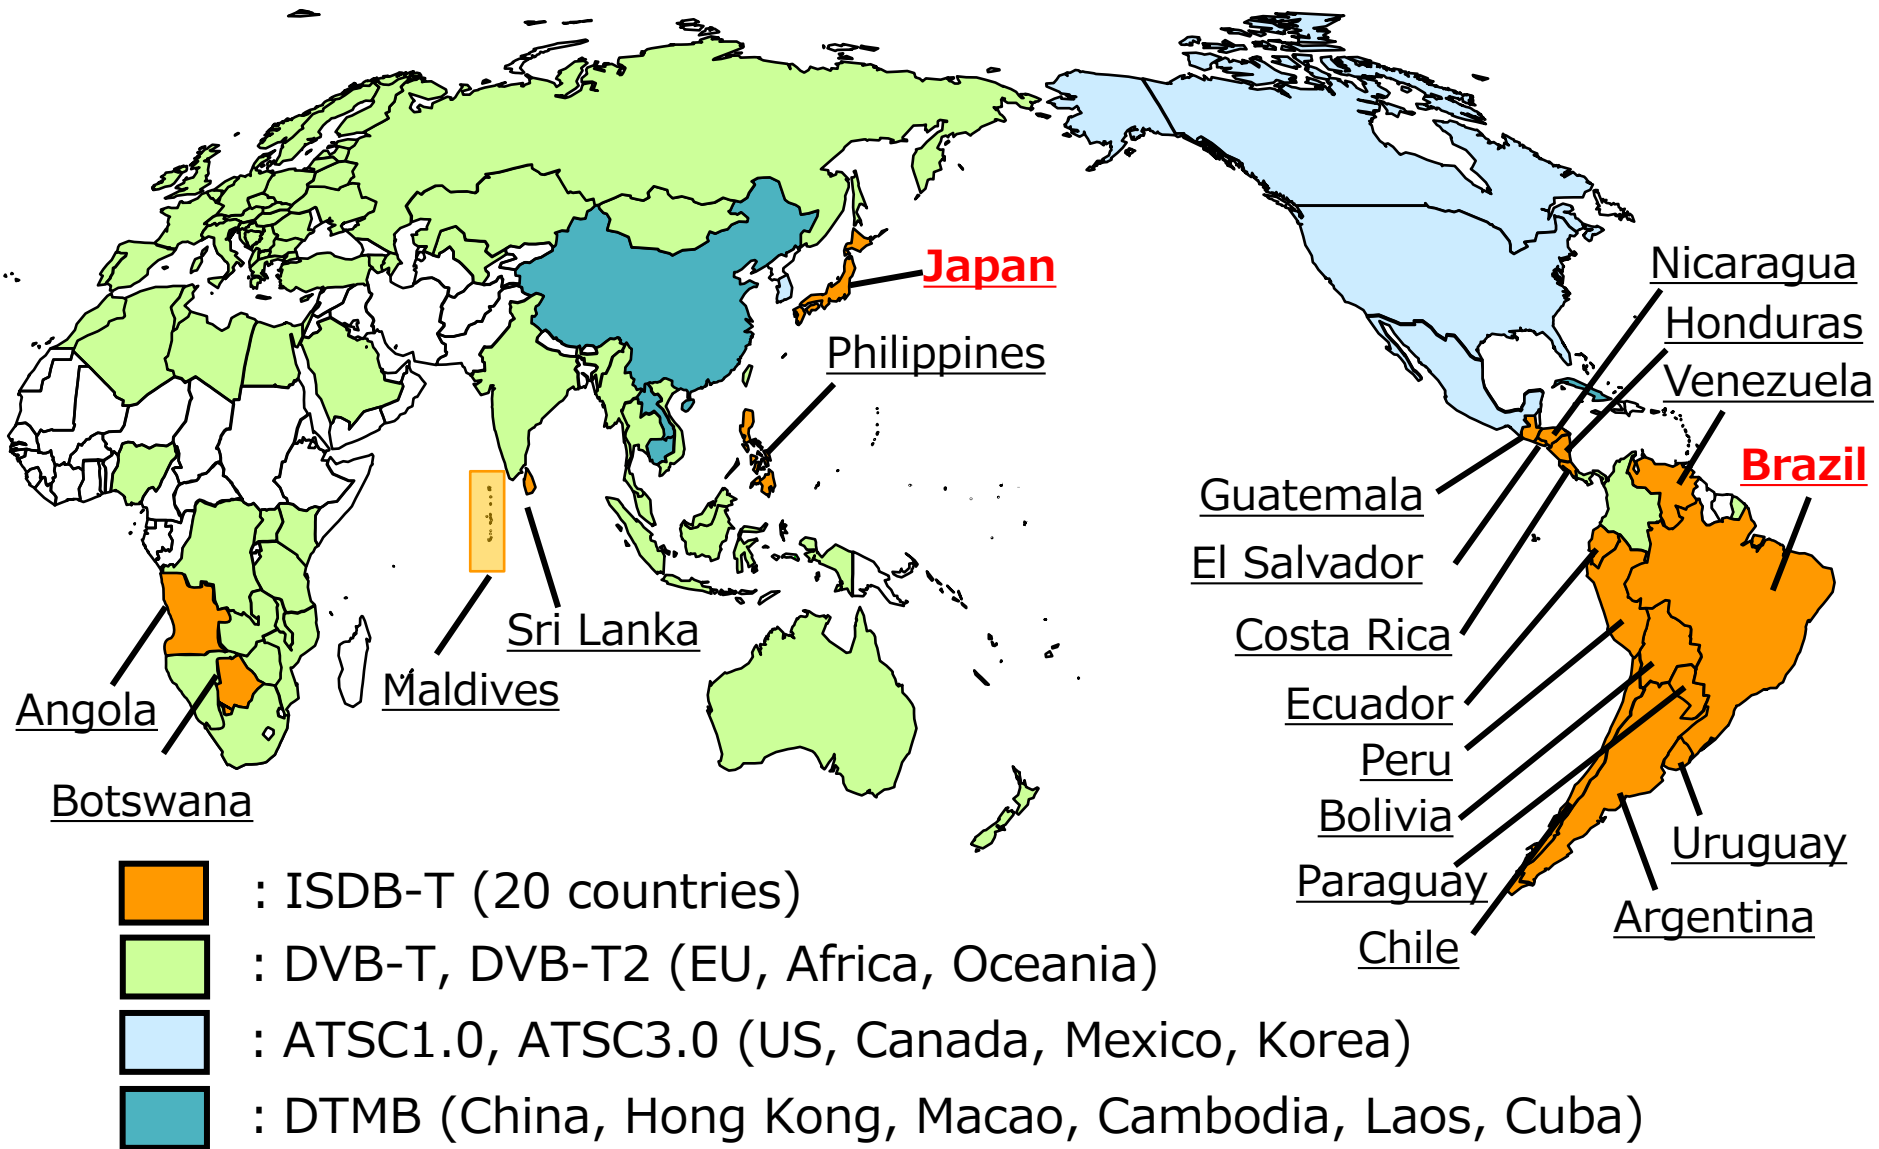 Japan
Philippines
Sri Lanka
Maldives
Angola
Botswana
Nicaragua
Honduras
Venezuela
Brazil
Guatemala
El Salvador
Costa Rica
Ecuador
Peru
Bolivia
Paraguay
Chile
Uruguay
Argentina
: ISDB-T (20 countries)
: DVB-T, DVB-T2 (EU, Africa, Oceania)
: ATSC1.0, ATSC3.0 (US, Canada, Mexico, Korea)
: DTMB (China, Hong Kong, Macao, Cambodia, Laos, Cuba)